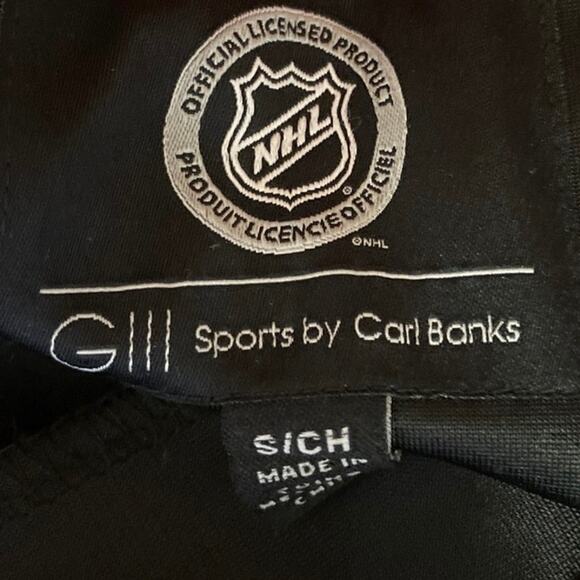 OFFICIAL LICENSED PRODUCT
NHL
®
PRODUIT LICENCIE OFFICIEL
©NHL
GIII Sports by Carl Banks
S/CH
MADE IN